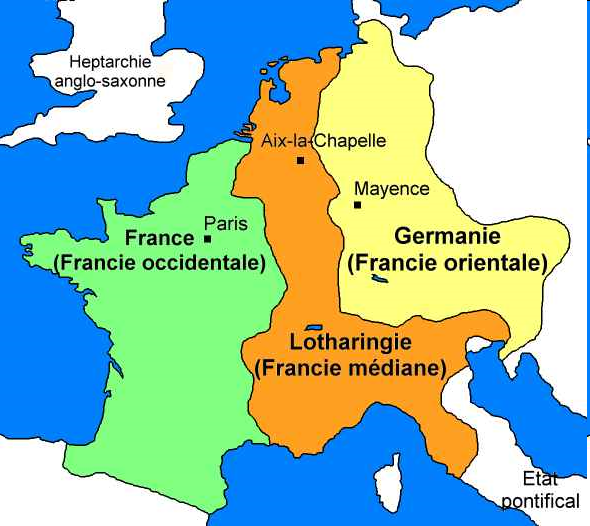 Heptarchie
anglo-saxonne
Aix-la-Chapelle
Mayence
Paris
France
(Francie occidentale)
Germanie
(Francie orientale)
Lotharingie
(Francie médiane)
Etat
pontifical